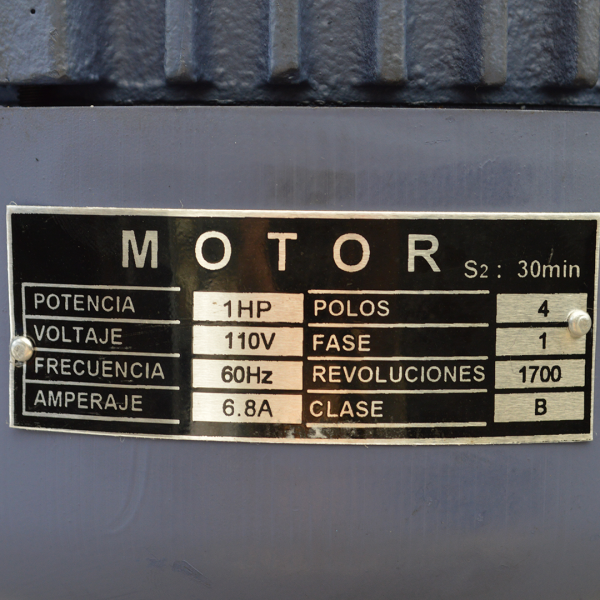 MOTOR S2: 30min
POTENCIA 1HP POLOS 4
VOLTAJE 110V FASE 1
FRECUENCIA 60Hz REVOLUCIONES 1700
AMPERAJE 6.8A CLASE B